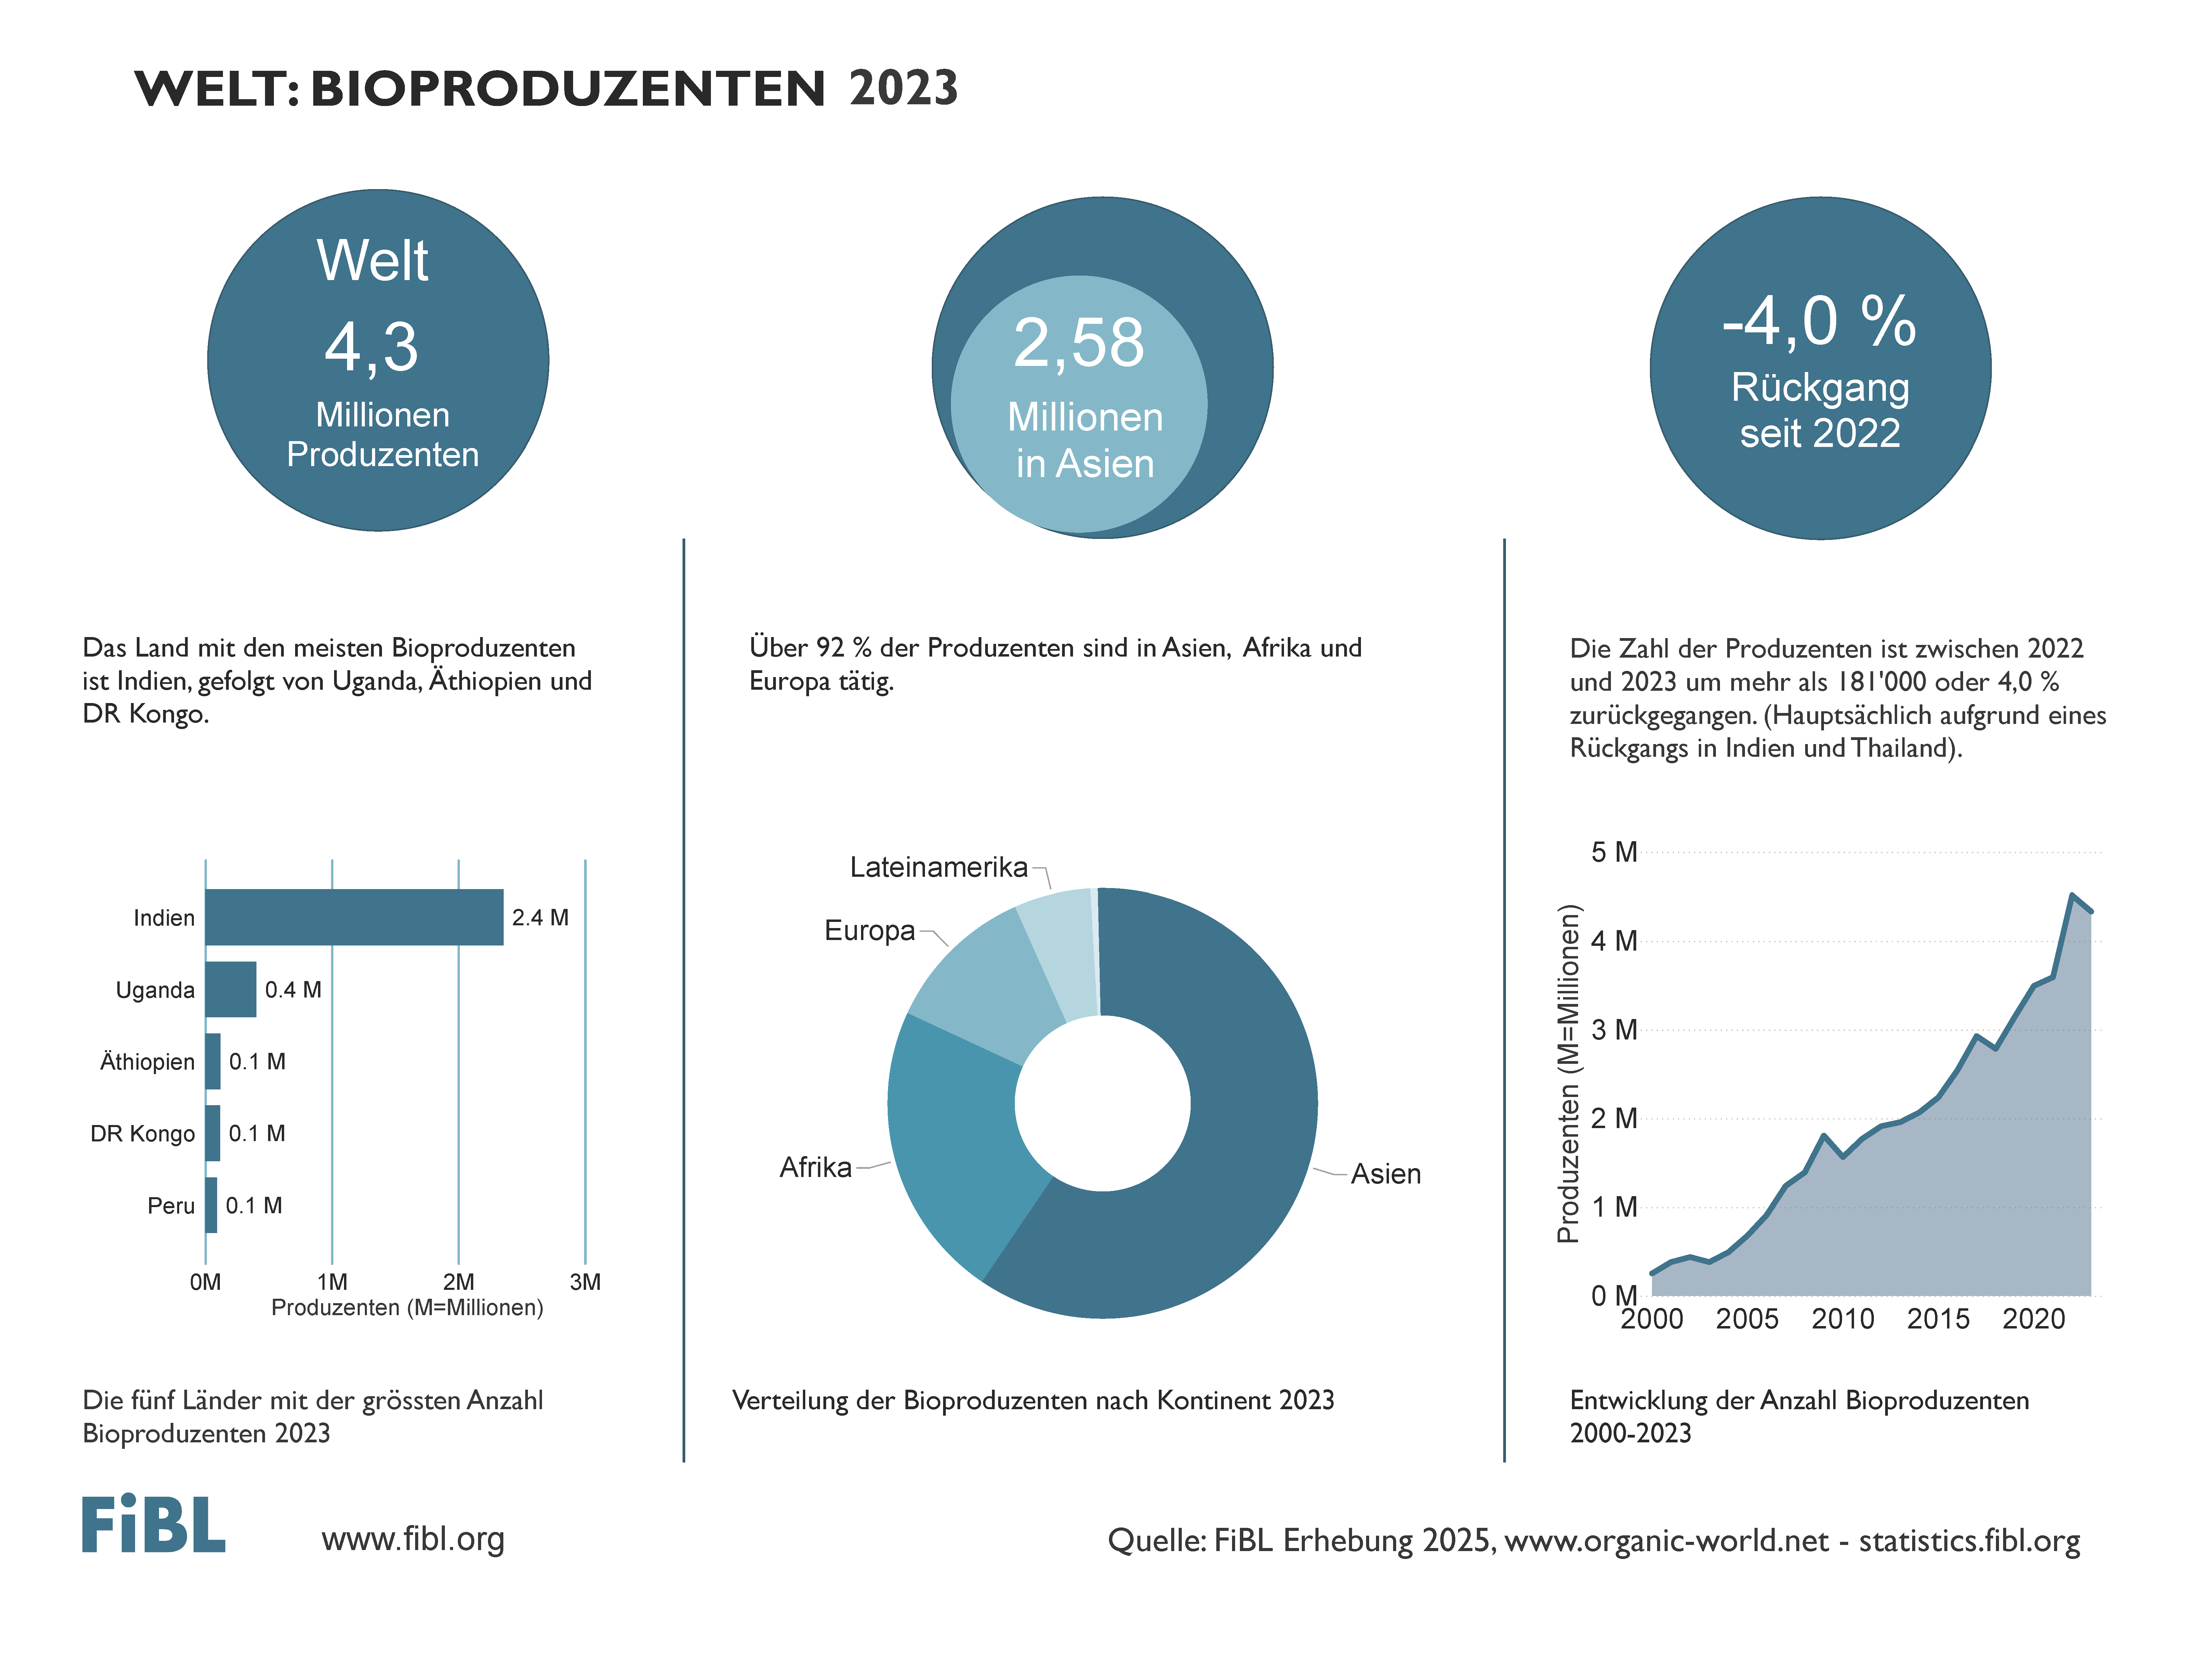 WELT: BIOPRODUZENTEN 2023
Welt
4,3
Millionen
Produzenten
2,58
Millionen
in Asien
-4,0 %
Rückgang
seit 2022
Das Land mit den meisten Bioproduzenten
ist Indien, gefolgt von Uganda, Äthiopien und
DR Kongo.
Über 92 % der Produzenten sind in Asien, Afrika und
Europa tätig.
Die Zahl der Produzenten ist zwischen 2022
und 2023 um mehr als 181'000 oder 4,0 %
zurückgegangen. (Hauptsächlich aufgrund eines
Rückgangs in Indien und Thailand).
Indien 2.4 M
Uganda 0.4 M
Äthiopien 0.1 M
DR Kongo 0.1 M
Peru 0.1 M
0M 1M 2M 3M
Produzenten (M=Millionen)
Die fünf Länder mit der grössten Anzahl
Bioproduzenten 2023
Lateinamerika
Europa
Afrika
Asien
Verteilung der Bioproduzenten nach Kontinent 2023
Produzenten (M=Millionen)
5 M
4 M
3 M
2 M
1 M
0 M
2000 2005 2010 2015 2020
Entwicklung der Anzahl Bioproduzenten
2000-2023
FiBL
www.fibl.org
Quelle: FiBL Erhebung 2025, www.organic-world.net - statistics.fibl.org